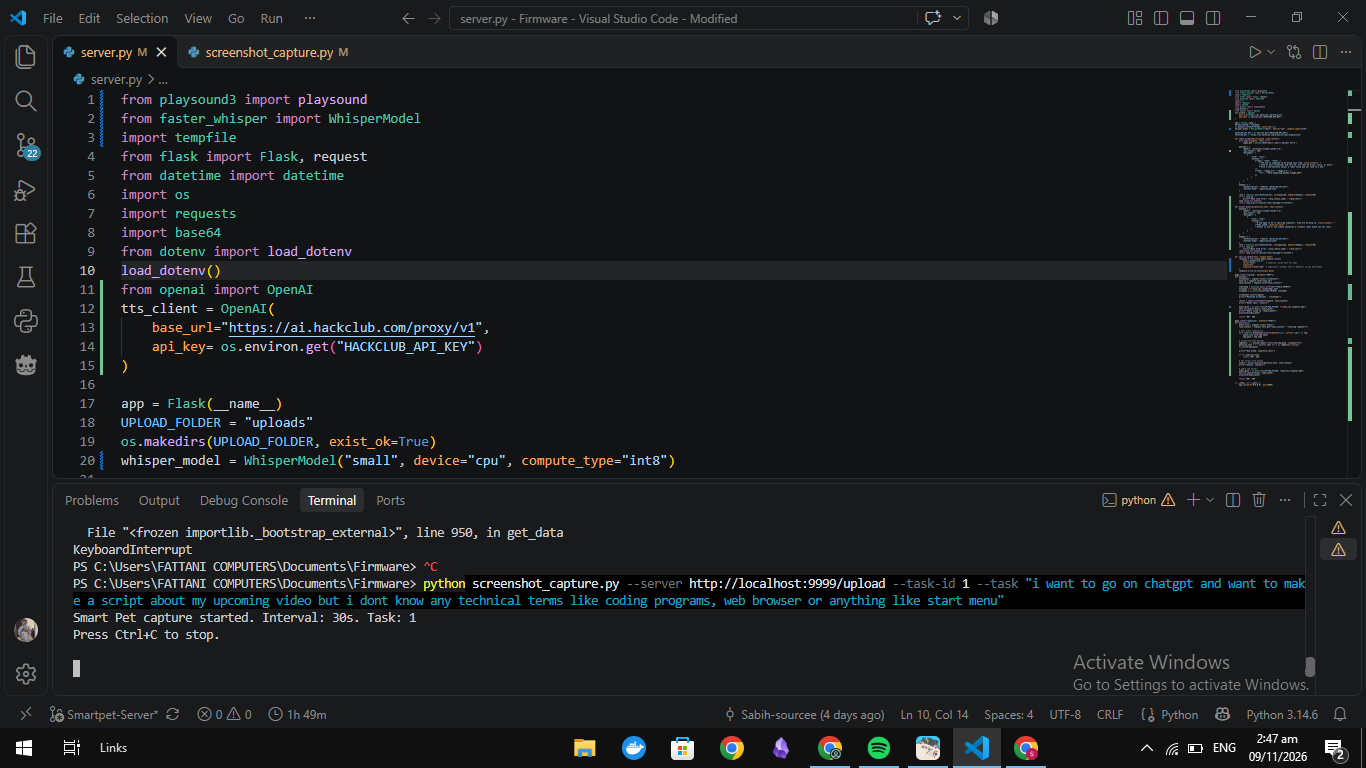 File Edit Selection View Go Run ··· server.py - Firmware - Visual Studio Code - Modified
server.py M screenshot_capture.py M
server.py > ...
1 from playsound3 import playsound
2 from faster_whisper import WhisperModel
3 import tempfile
4 from flask import Flask, request
5 from datetime import datetime
6 import os
7 import requests
8 import base64
9 from dotenv import load_dotenv
10 load_dotenv()
11 from openai import OpenAI
12 tts_client = OpenAI(
13 base_url="https://ai.hackclub.com/proxy/v1",
14 api_key= os.environ.get("HACKCLUB_API_KEY")
15 )
16
17 app = Flask(__name__)
18 UPLOAD_FOLDER = "uploads"
19 os.makedirs(UPLOAD_FOLDER, exist_ok=True)
20 whisper_model = WhisperModel("small", device="cpu", compute_type="int8")
22
Problems Output Debug Console Terminal Ports python
File "<frozen importlib._bootstrap_external>", line 950, in get_data
KeyboardInterrupt
PS C:\Users\FATTANI COMPUTERS\Documents\Firmware> ^C
PS C:\Users\FATTANI COMPUTERS\Documents\Firmware> python screenshot_capture.py --server http://localhost:9999/upload --task-id 1 --task "i want to go on chatgpt and want to mak
e a script about my upcoming video but i dont know any technical terms like coding programs, web browser or anything like start menu"
Smart Pet capture started. Interval: 30s. Task: 1
Press Ctrl+C to stop.
Activate Windows
Go to Settings to activate Windows.
Smartpet-Server* 0 0 1h 49m Sabih-sourcee (4 days ago) Ln 10, Col 14 Spaces: 4 UTF-8 CRLF {} Python Python 3.14.6
Links ENG 2:47 am
09/11/2026 2